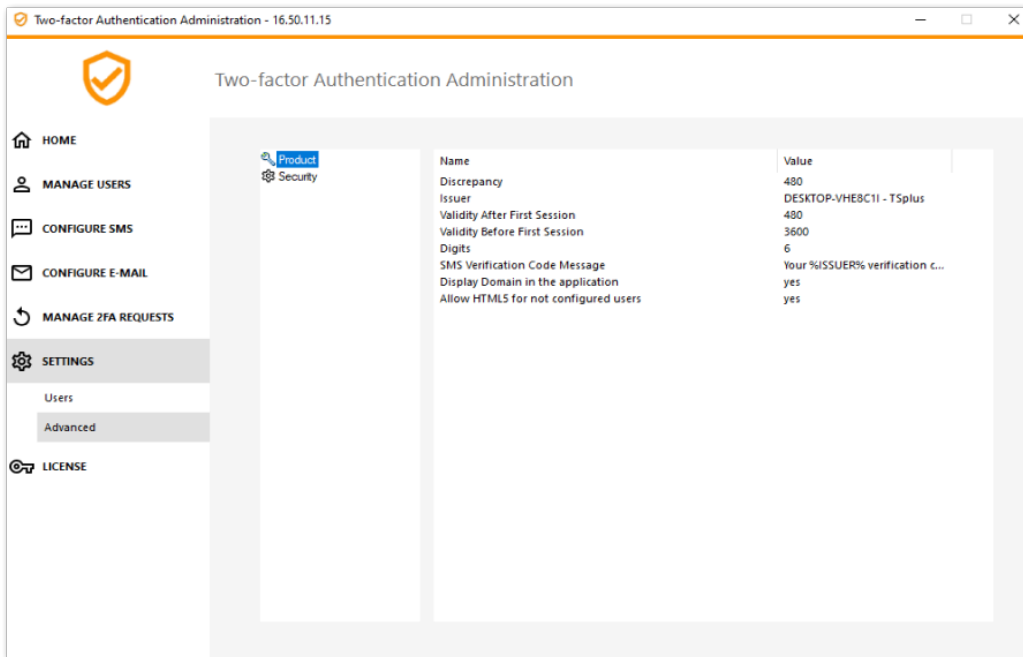 Two-factor Authentication Administration - 16.50.11.15
Two-factor Authentication Administration
HOME
MANAGE USERS
CONFIGURE SMS
CONFIGURE E-MAIL
MANAGE 2FA REQUESTS
SETTINGS
Users
Advanced
LICENSE
Product
Security
Name Value
Discrepancy 480
Issuer DESKTOP-VHE8C1I - TSplus
Validity After First Session 480
Validity Before First Session 3600
Digits 6
SMS Verification Code Message Your %ISSUER% verification c...
Display Domain in the application yes
Allow HTML5 for not configured users yes